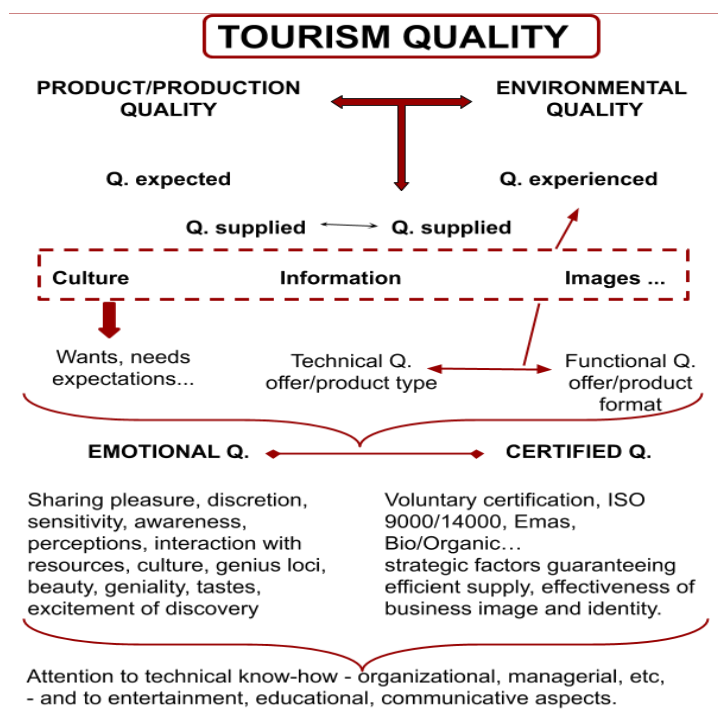 TOURISM QUALITY
PRODUCT/PRODUCTION
QUALITY
ENVIRONMENTAL
QUALITY
Q. expected
Q. experienced
Q. supplied
Q. supplied
Culture
Information
Images ...
Wants, needs
expectations...
Technical Q.
offer/product type
Functional Q.
offer/product
format
EMOTIONAL Q.
CERTIFIED Q.
Sharing pleasure, discretion,
sensitivity, awareness,
perceptions, interaction with
resources, culture, genius loci,
beauty, geniality, tastes,
excitement of discovery
Voluntary certification, ISO
9000/14000, Emas,
Bio/Organic…
strategic factors guaranteeing
efficient supply, effectiveness of
business image and identity.
Attention to technical know-how - organizational, managerial, etc,
- and to entertainment, educational, communicative aspects.